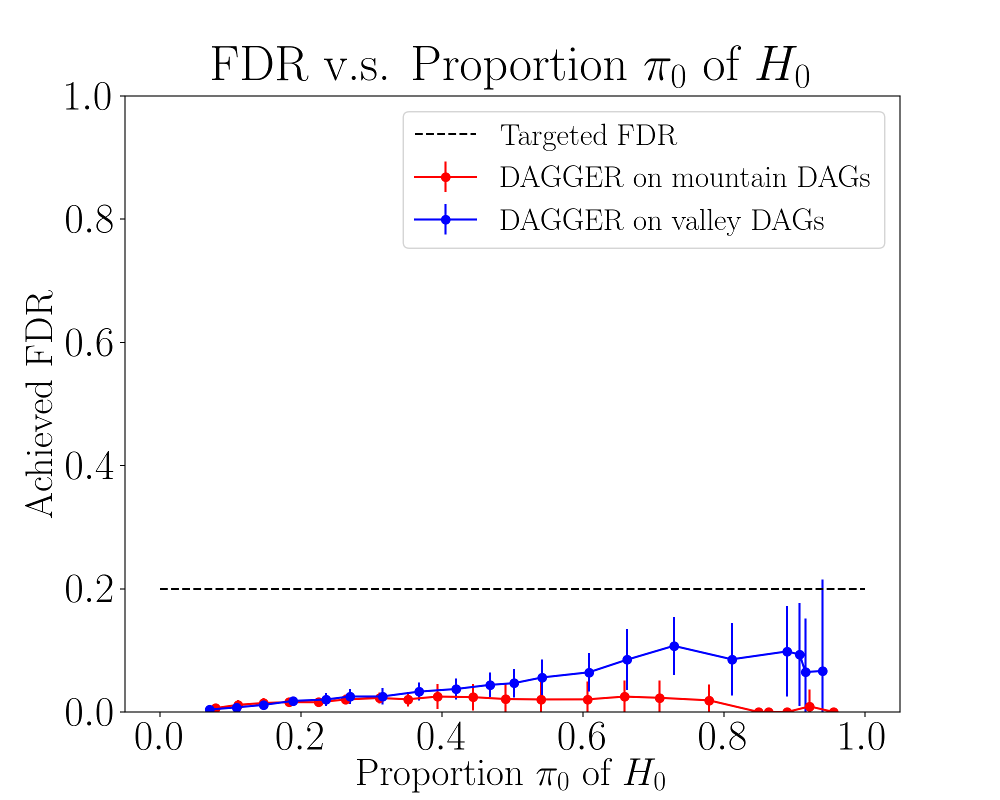 FDR v.s. Proportion π₀ of H₀
1.0
0.8
0.6
0.4
0.2
0.0
Achieved FDR
Targeted FDR
DAGGER on mountain DAGs
DAGGER on valley DAGs
0.0 0.2 0.4 0.6 0.8 1.0
Proportion π₀ of H₀